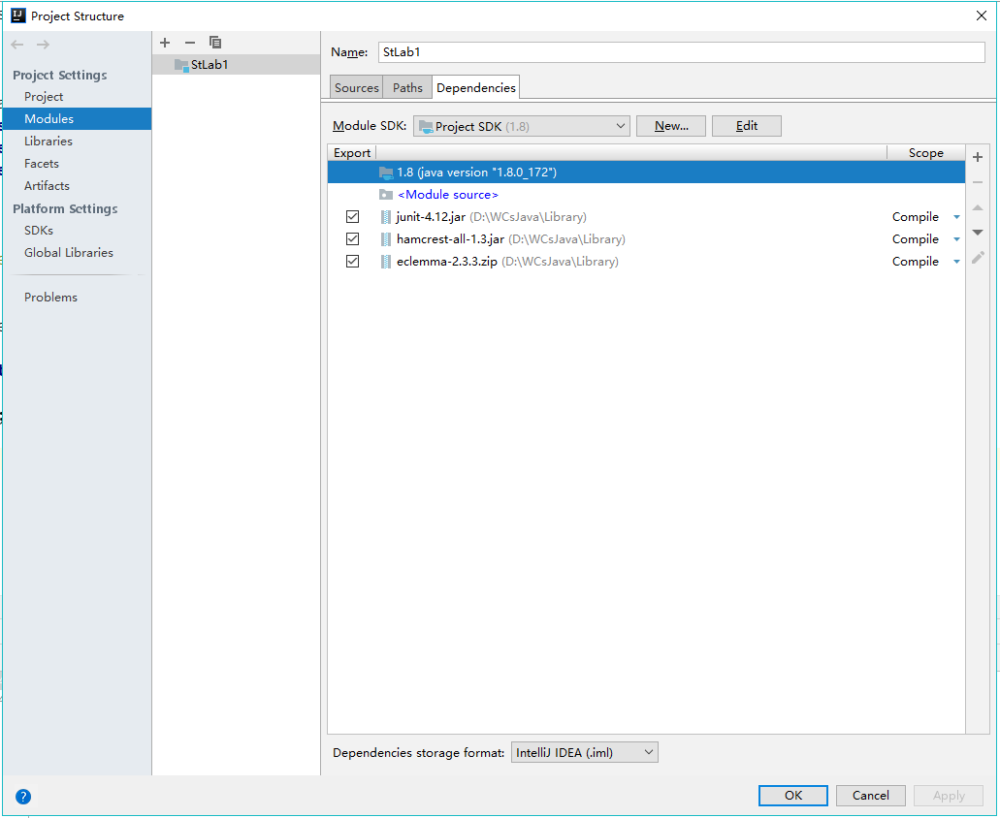 Project Structure
Project Settings
Project
Modules
Libraries
Facets
Artifacts
Platform Settings
SDKs
Global Libraries
Problems
StLab1
Name: StLab1
Sources Paths Dependencies
Module SDK: Project SDK (1.8) New... Edit
Export Scope
1.8 (java version "1.8.0_172")
<Module source>
junit-4.12.jar (D:\WCsJava\Library) Compile
hamcrest-all-1.3.jar (D:\WCsJava\Library) Compile
eclemma-2.3.3.zip (D:\WCsJava\Library) Compile
Dependencies storage format: IntelliJ IDEA (.iml)
OK Cancel Apply